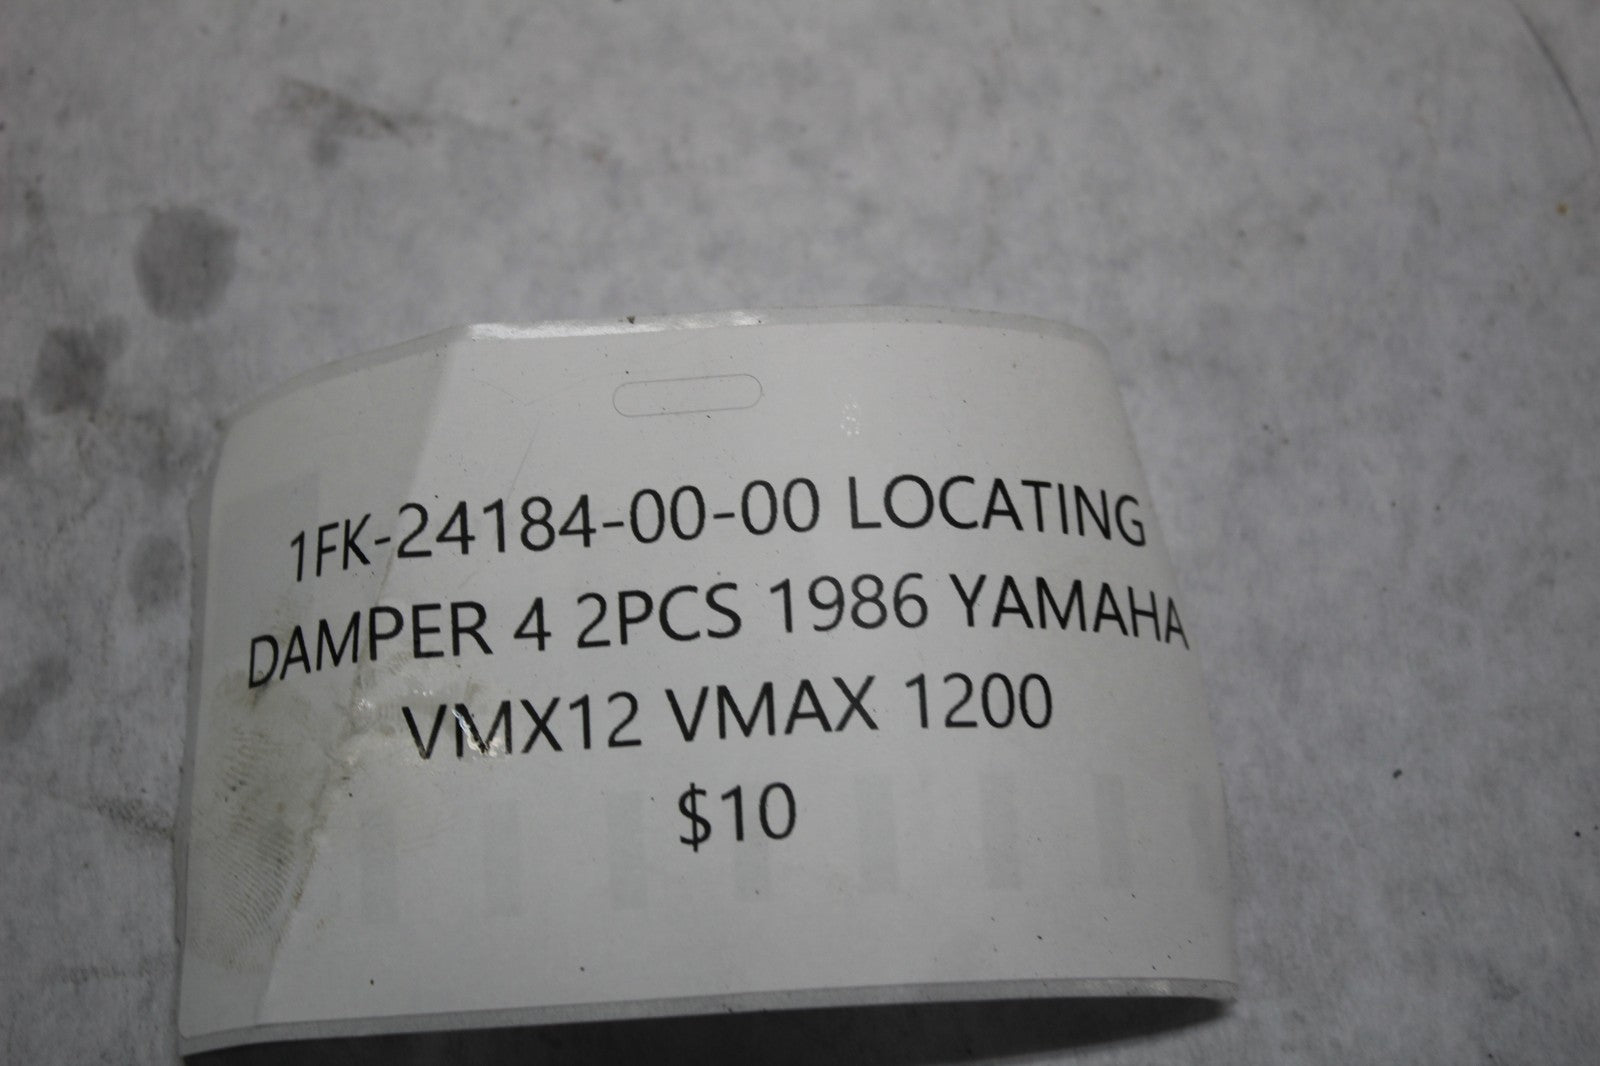 1FK-24184-00-00 LOCATING
DAMPER 4 2PCS 1986 YAMAHA
VMX12 VMAX 1200
$10